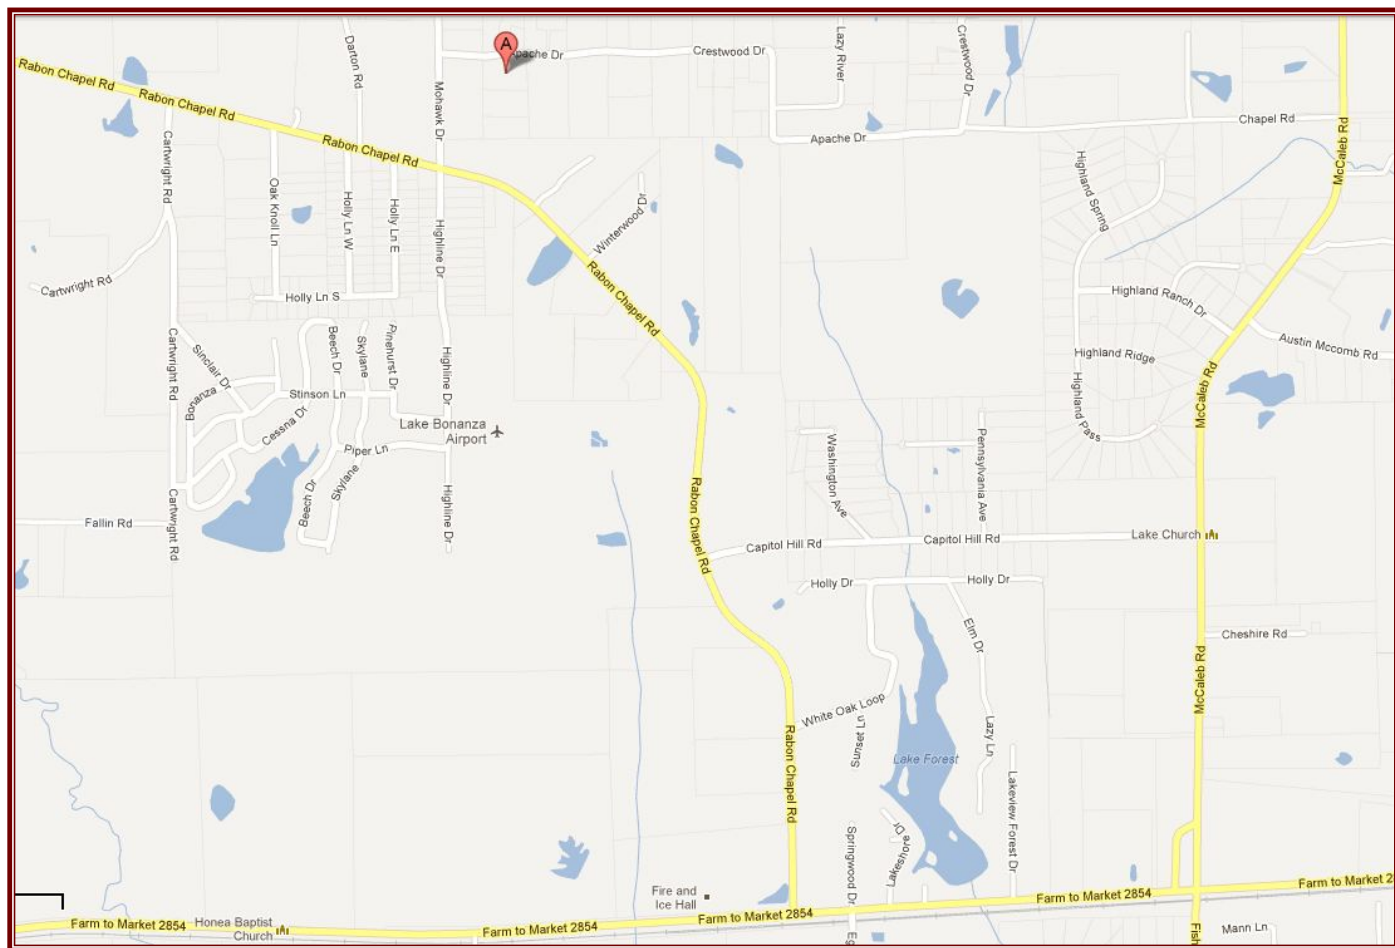 A
Apache Dr
Crestwood Dr
Lazy River
Crestwood Dr
Darton Rd
Mohawk Dr
Rabon Chapel Rd
Rabon Chapel Rd
Rabon Chapel Rd
Apache Dr
Chapel Rd
McCaleb Rd
Cartwright Rd
Oak Knoll Ln
Holly Ln W
Holly Ln E
Highline Dr
Winterwood Dr
Highland Spring
Cartwright Rd
Holly Ln S
Rabon Chapel Rd
Highland Ranch Dr
Austin Mccomb Rd
Cartwright Rd
Sinclair Dr
Beech Dr
Skylane
Pinehurst Dr
Highline Dr
Highland Ridge
Highland Pass
McCaleb Rd
Bonanza
Stinson Ln
Cessna Dr
Lake Bonanza
Airport
Piper Ln
Washington Ave
Pennsylvania Ave
Beech Dr
Skylane
Highline Dr
Rabon Chapel Rd
Fallin Rd
Cartwright Rd
Capitol Hill Rd
Capitol Hill Rd
Lake Church
Holly Dr
Holly Dr
Elm Dr
Cheshire Rd
McCaleb Rd
White Oak Loop
Sunset Ln
Lazy Ln
Rabon Chapel Rd
Lake Forest
Lakeview Forest Dr
Springwood Dr
Lakeshore Dr
Fire and
Ice Hall
Farm to Market 2854
Farm to Market 2
Farm to Market 2854
Farm to Market 2854
Farm to Market 2854
Honea Baptist
Church
Eg
Fish
Mann Ln